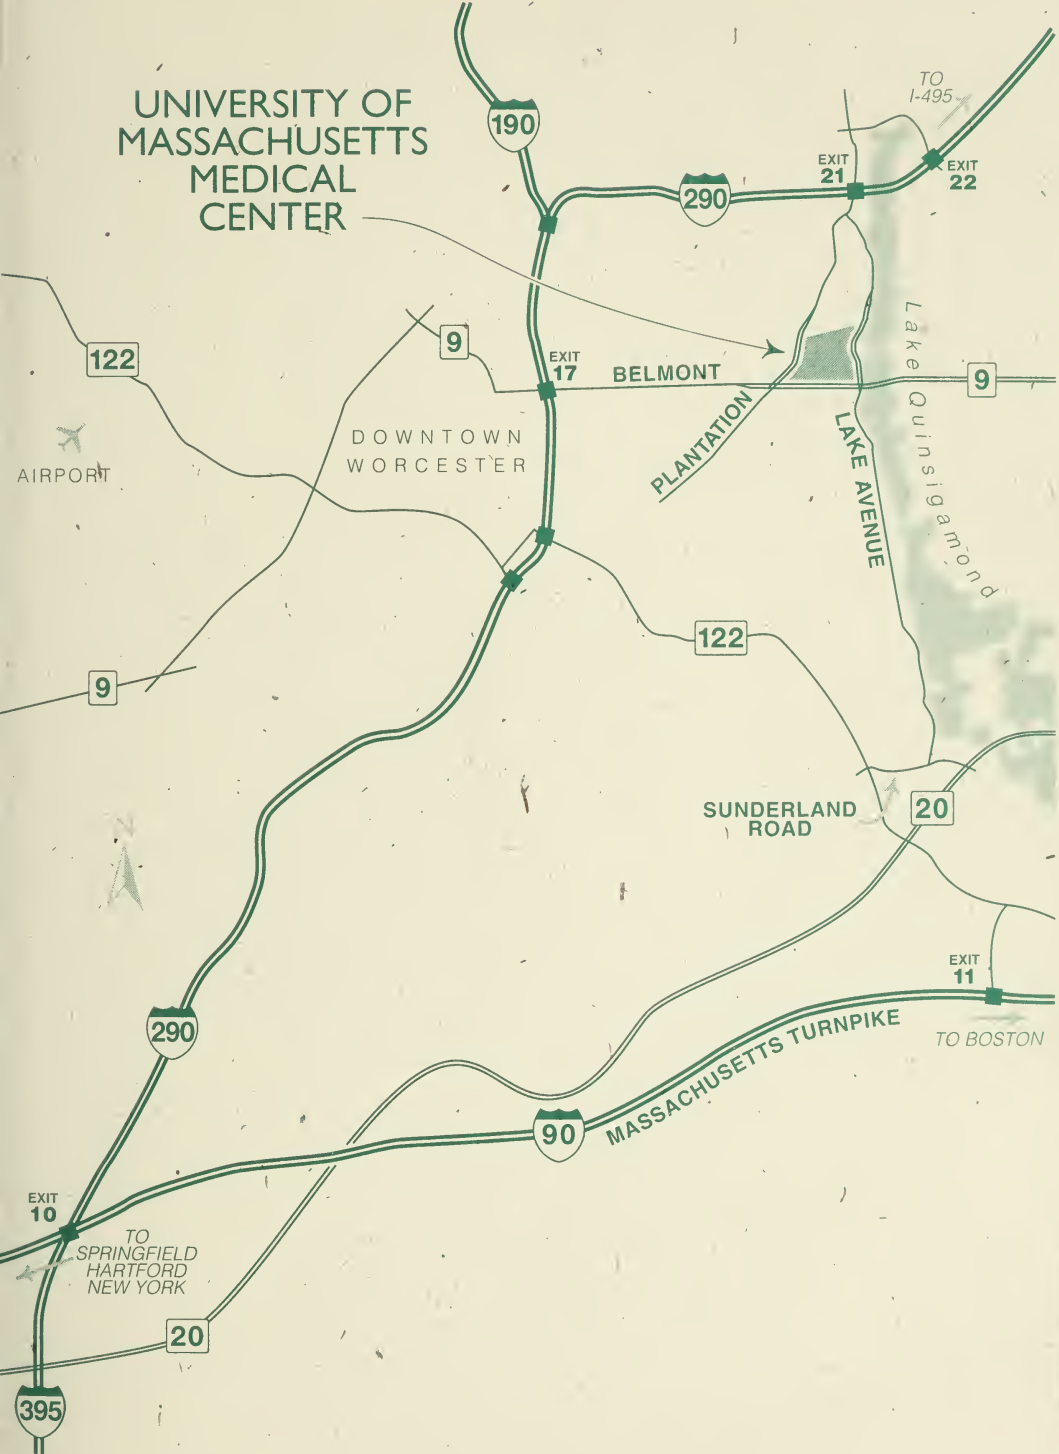 UNIVERSITY OF
MASSACHUSETTS
MEDICAL
CENTER
190
TO
I-495
EXIT
21
EXIT
22
290
122
9
EXIT
17
BELMONT
9
PLANTATION
LAKE AVENUE
Lake Quinsigamond
DOWNTOWN
WORCESTER
AIRPORT
122
9
SUNDERLAND
ROAD
20
N
EXIT
11
TO BOSTON
290
MASSACHUSETTS TURNPIKE
90
EXIT
10
TO
SPRINGFIELD
HARTFORD
NEW YORK
20
395